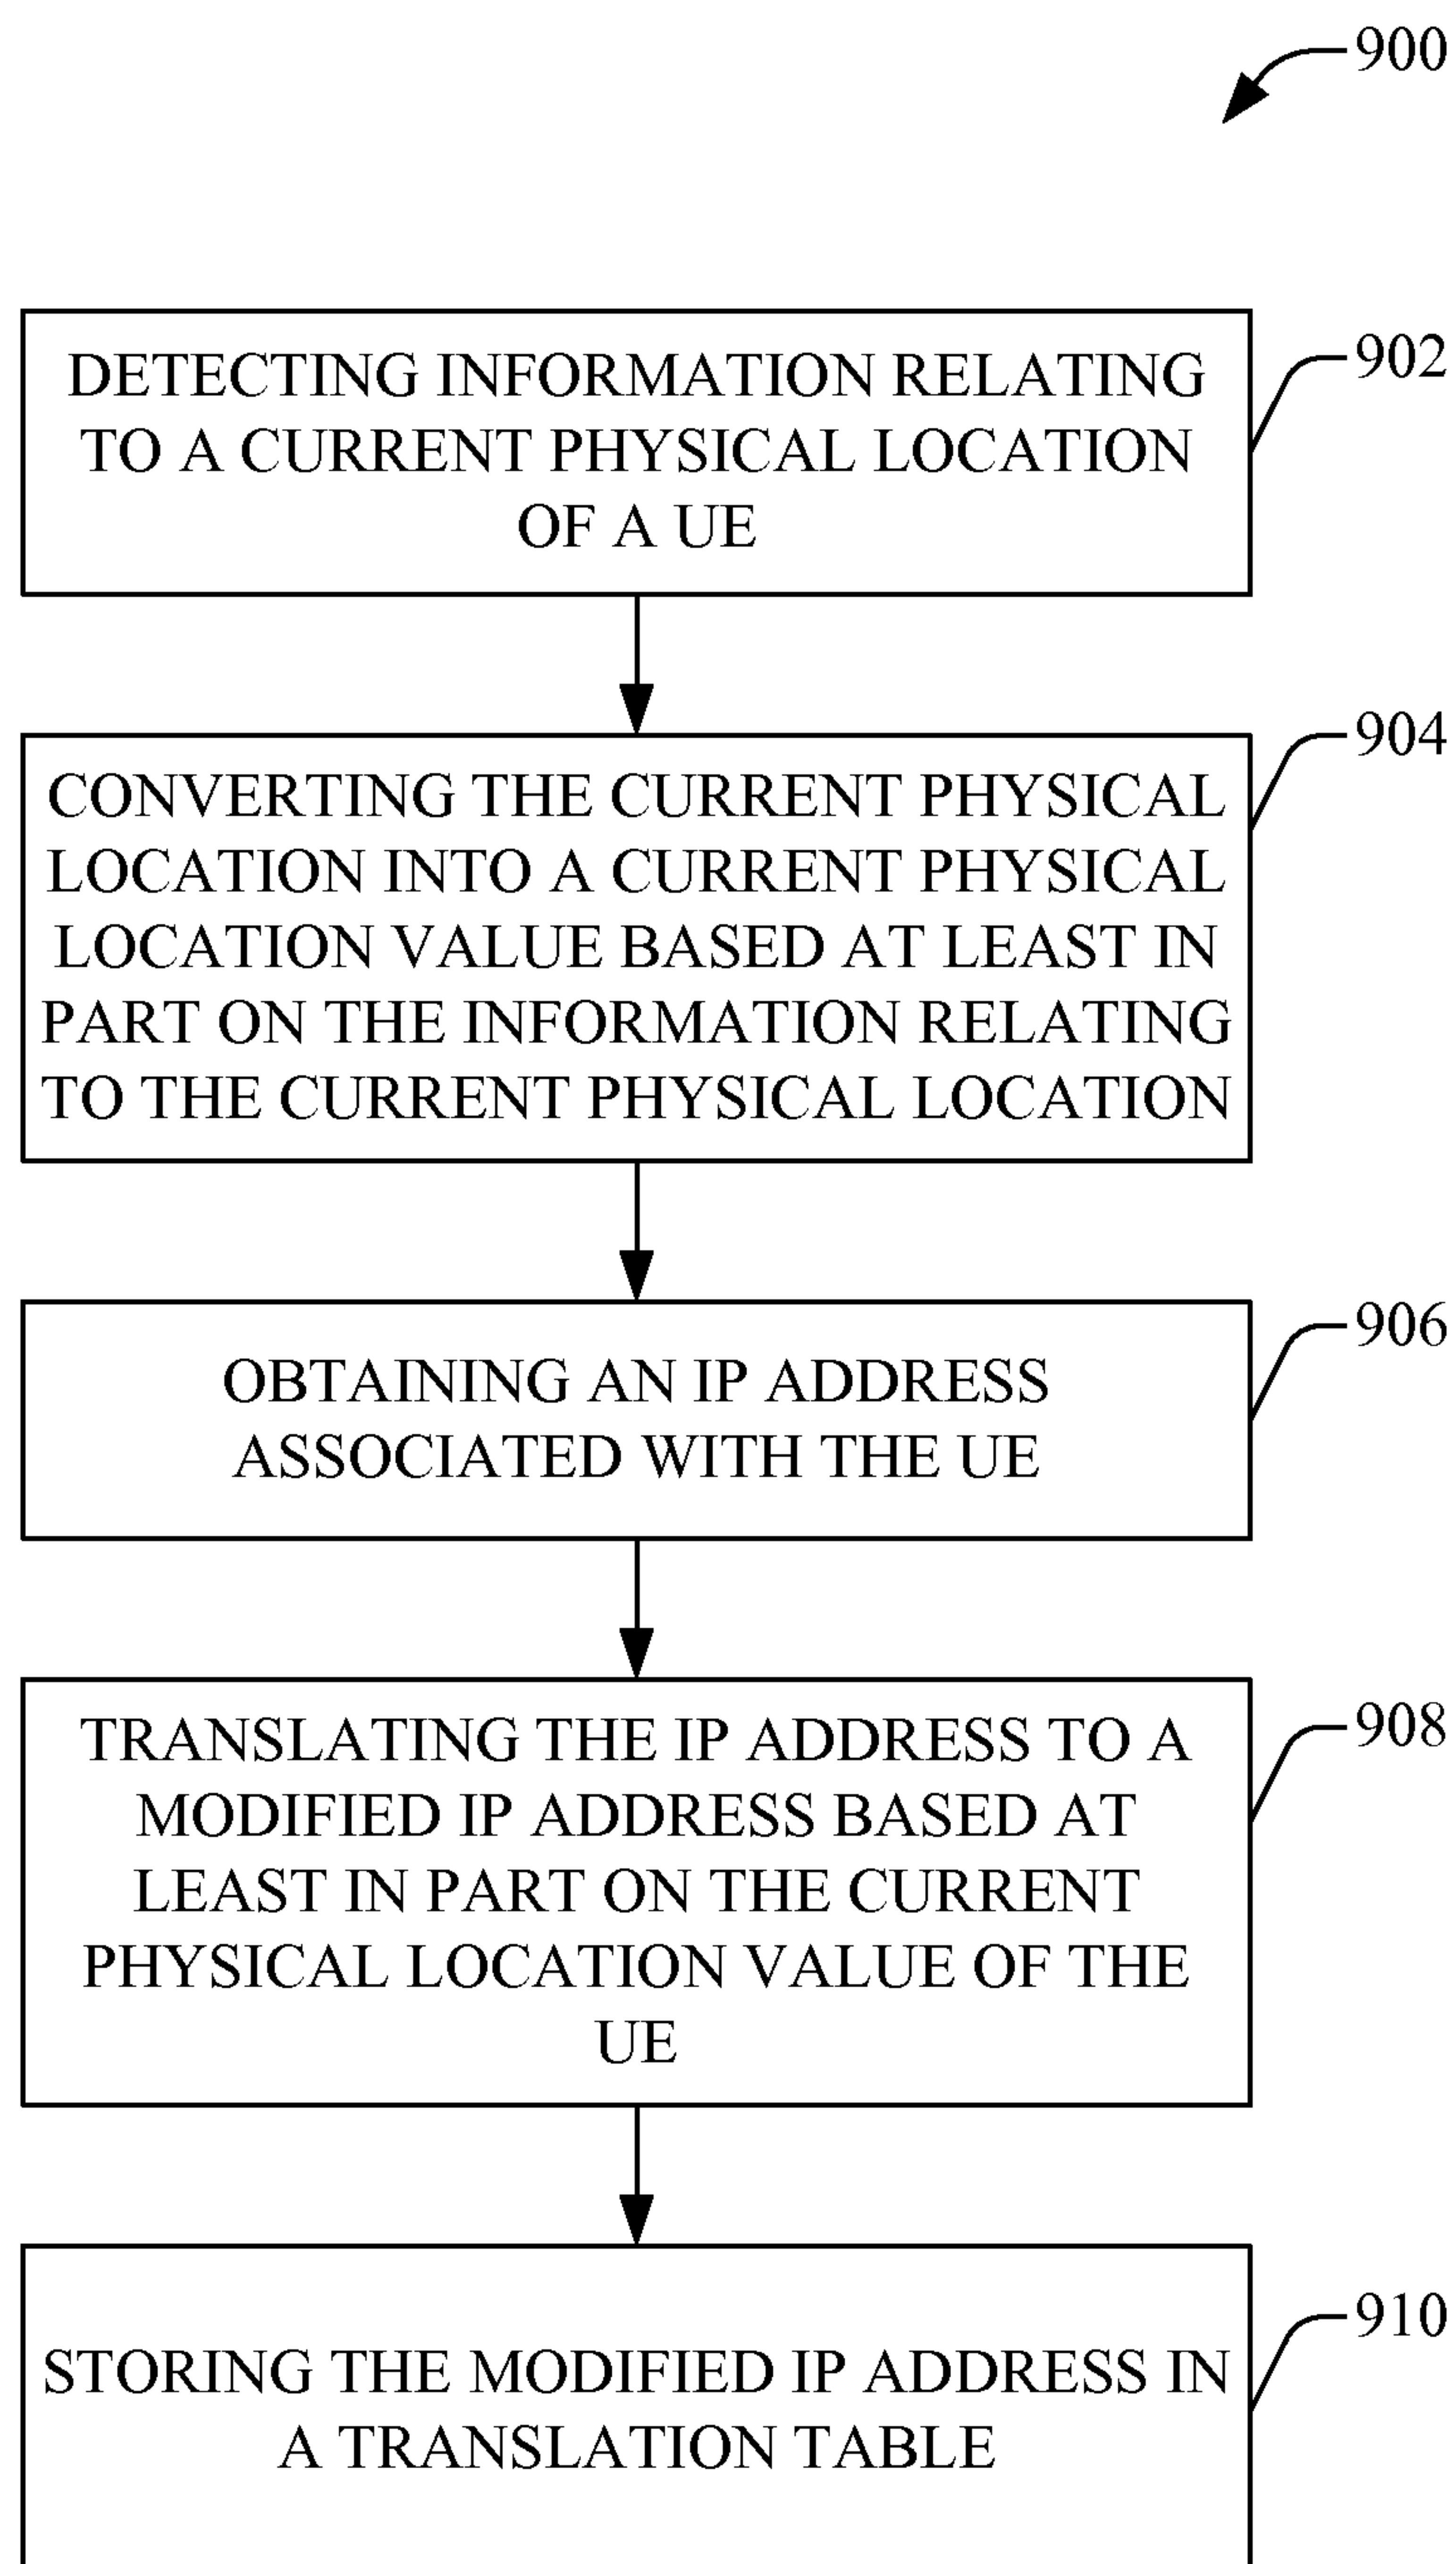 900
DETECTING INFORMATION RELATING
TO A CURRENT PHYSICAL LOCATION
OF A UE
902
CONVERTING THE CURRENT PHYSICAL
LOCATION INTO A CURRENT PHYSICAL
LOCATION VALUE BASED AT LEAST IN
PART ON THE INFORMATION RELATING
TO THE CURRENT PHYSICAL LOCATION
904
OBTAINING AN IP ADDRESS
ASSOCIATED WITH THE UE
906
TRANSLATING THE IP ADDRESS TO A
MODIFIED IP ADDRESS BASED AT
LEAST IN PART ON THE CURRENT
PHYSICAL LOCATION VALUE OF THE
UE
908
STORING THE MODIFIED IP ADDRESS IN
A TRANSLATION TABLE
910